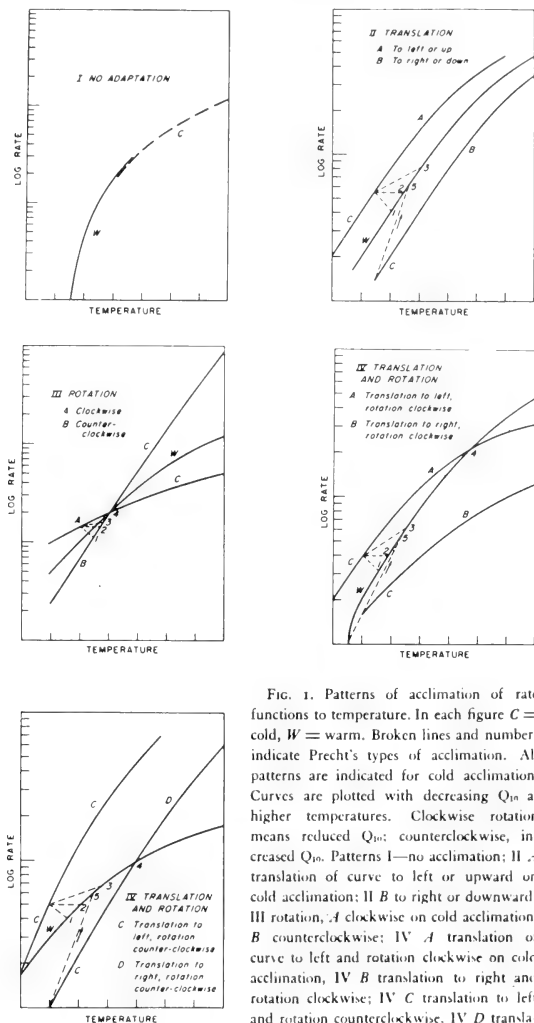 I NO ADAPTATION
LOG RATE
C
W
TEMPERATURE
II TRANSLATION
A To left or up
B To right or down
LOG RATE
A
B
3
2 5
1
C
W
C
TEMPERATURE
III ROTATION
A Clockwise
B Counter-
clockwise
LOG RATE
C
W
C
4
A
3
2
1
B
TEMPERATURE
IV TRANSLATION
AND ROTATION
A Translation to left,
rotation clockwise
B Translation to right,
rotation clockwise
LOG RATE
A
4
B
3
5
2
1
C
W
C
TEMPERATURE
C
D
4
3
5
2
C
W
C
LOG RATE
IV TRANSLATION
AND ROTATION
C Translation to
left, rotation
counter-clockwise
D Translation to
right, rotation
counter-clockwise
TEMPERATURE
FIG. 1. Patterns of acclimation of rate
functions to temperature. In each figure C =
cold, W = warm. Broken lines and number
indicate Precht's types of acclimation. Al
patterns are indicated for cold acclimation
Curves are plotted with decreasing Q10 a
higher temperatures. Clockwise rotation
means reduced Q10; counterclockwise, in
creased Q10. Patterns I—no acclimation; II
translation of curve to left or upward or
cold acclimation; II B to right or downward
III rotation, A clockwise on cold acclimation
B counterclockwise; IV A translation o
curve to left and rotation clockwise on cold
acclimation, IV B translation to right and
rotation clockwise; IV C translation to left
and rotation counterclockwise, IV D transla